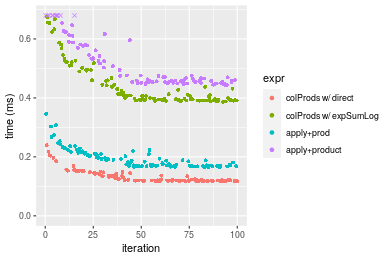 time (ms)
0.6
0.4
0.2
0.0
0
25
50
75
100
iteration
expr
colProds w/ direct
colProds w/ expSumLog
apply+prod
apply+product